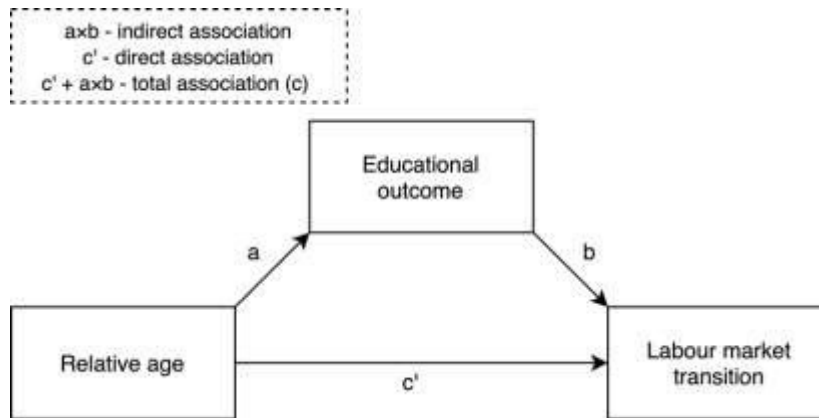 a×b - indirect association
c' - direct association
c' + a×b - total association (c)
Educational
outcome
a
b
Relative age
c'
Labour market
transition